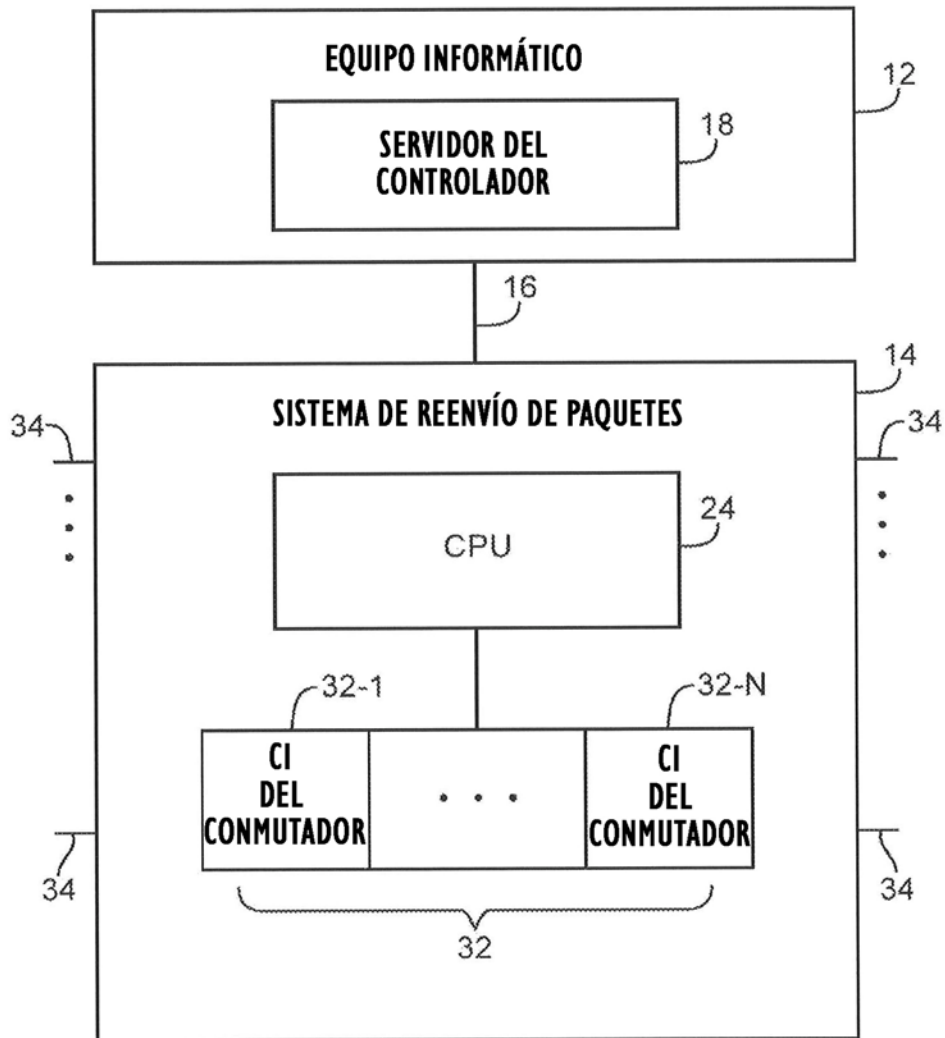 EQUIPO INFORMÁTICO
12
18
SERVIDOR DEL
CONTROLADOR
16
14
SISTEMA DE REENVÍO DE PAQUETES
34
34
24
CPU
32-1
32-N
CI
DEL
CONMUTADOR
CI
DEL
CONMUTADOR
34
34
32